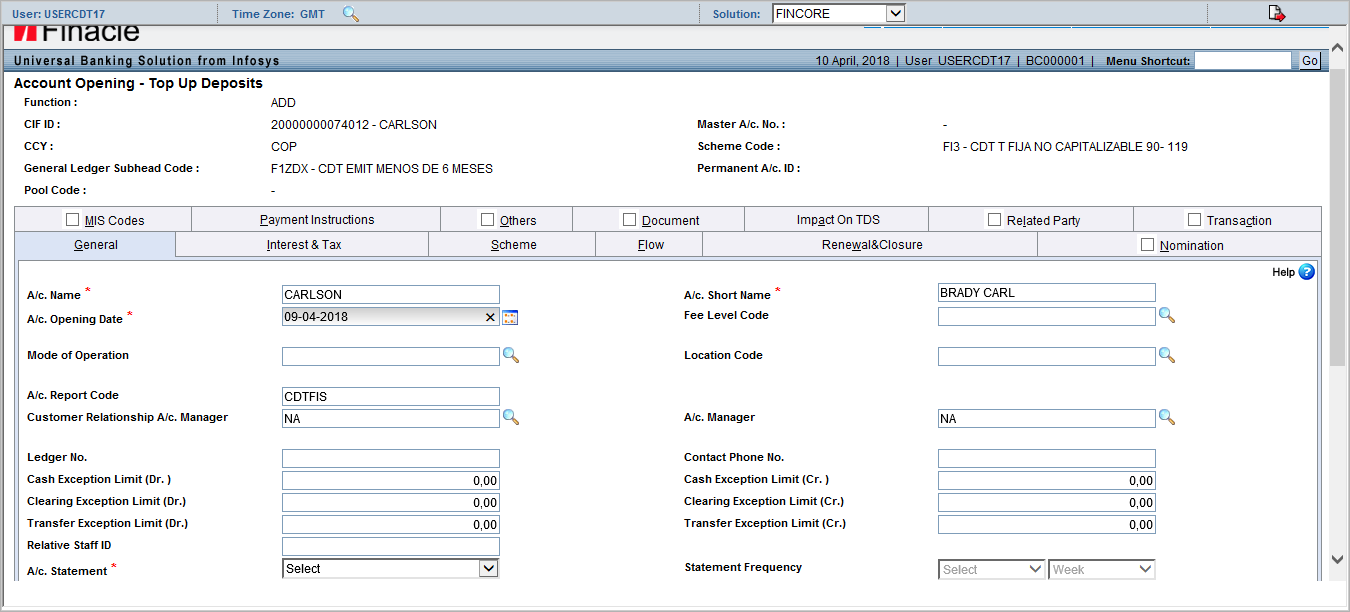 User: USERCDT17 Time Zone: GMT Solution: FINCORE
Finacle
Universal Banking Solution from Infosys 10 April, 2018 | User USERCDT17 | BC000001 | Menu Shortcut: Go
Account Opening - Top Up Deposits
Function : ADD
CIF ID : 20000000074012 - CARLSON Master A/c. No. : -
CCY : COP Scheme Code : FI3 - CDT T FIJA NO CAPITALIZABLE 90- 119
General Ledger Subhead Code : F1ZDX - CDT EMIT MENOS DE 6 MESES Permanent A/c. ID :
Pool Code : -
MIS Codes Payment Instructions Others Document Impact On TDS Related Party Transaction
General Interest & Tax Scheme Flow Renewal&Closure Nomination
Help ?
A/c. Name * CARLSON A/c. Short Name * BRADY CARL
A/c. Opening Date * 09-04-2018 Fee Level Code
Mode of Operation Location Code
A/c. Report Code CDTFIS
Customer Relationship A/c. Manager NA A/c. Manager NA
Ledger No. Contact Phone No.
Cash Exception Limit (Dr. ) 0,00 Cash Exception Limit (Cr. ) 0,00
Clearing Exception Limit (Dr.) 0,00 Clearing Exception Limit (Cr.) 0,00
Transfer Exception Limit (Dr.) 0,00 Transfer Exception Limit (Cr.) 0,00
Relative Staff ID
A/c. Statement * Select Statement Frequency Select Week